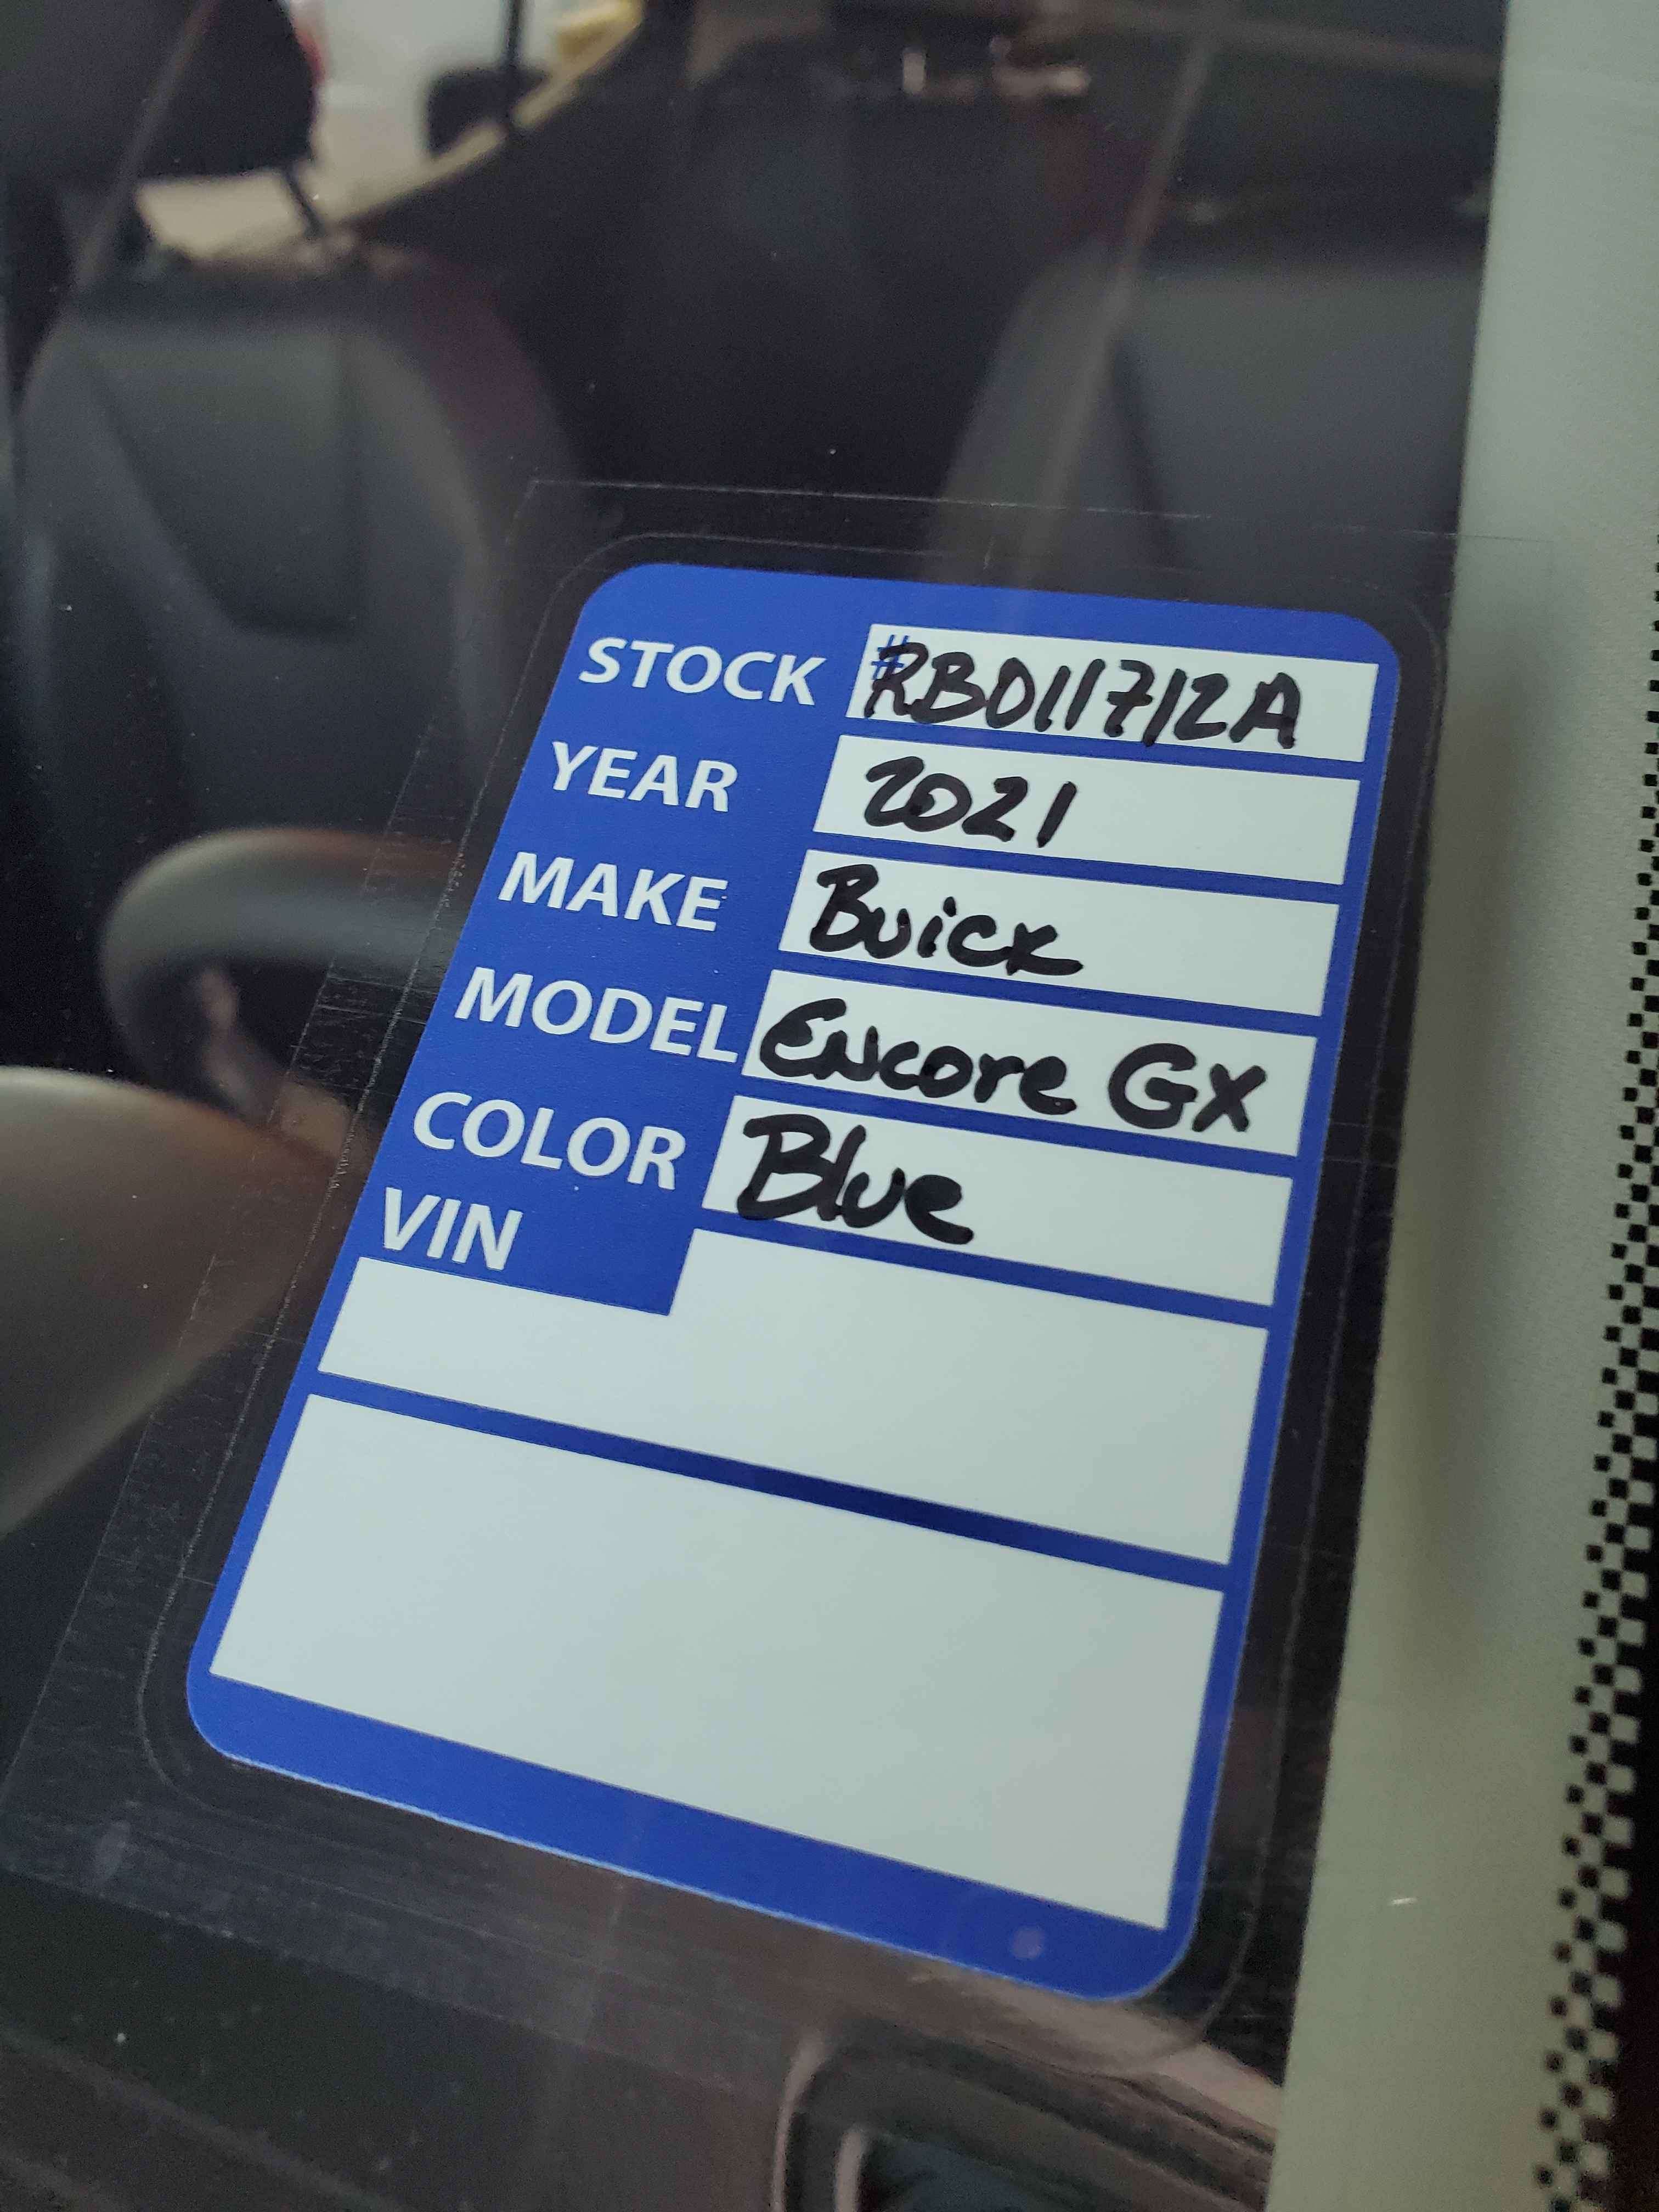 STOCK #RB011712A
YEAR 2021
MAKE Buick
MODEL Encore GX
COLOR Blue
VIN